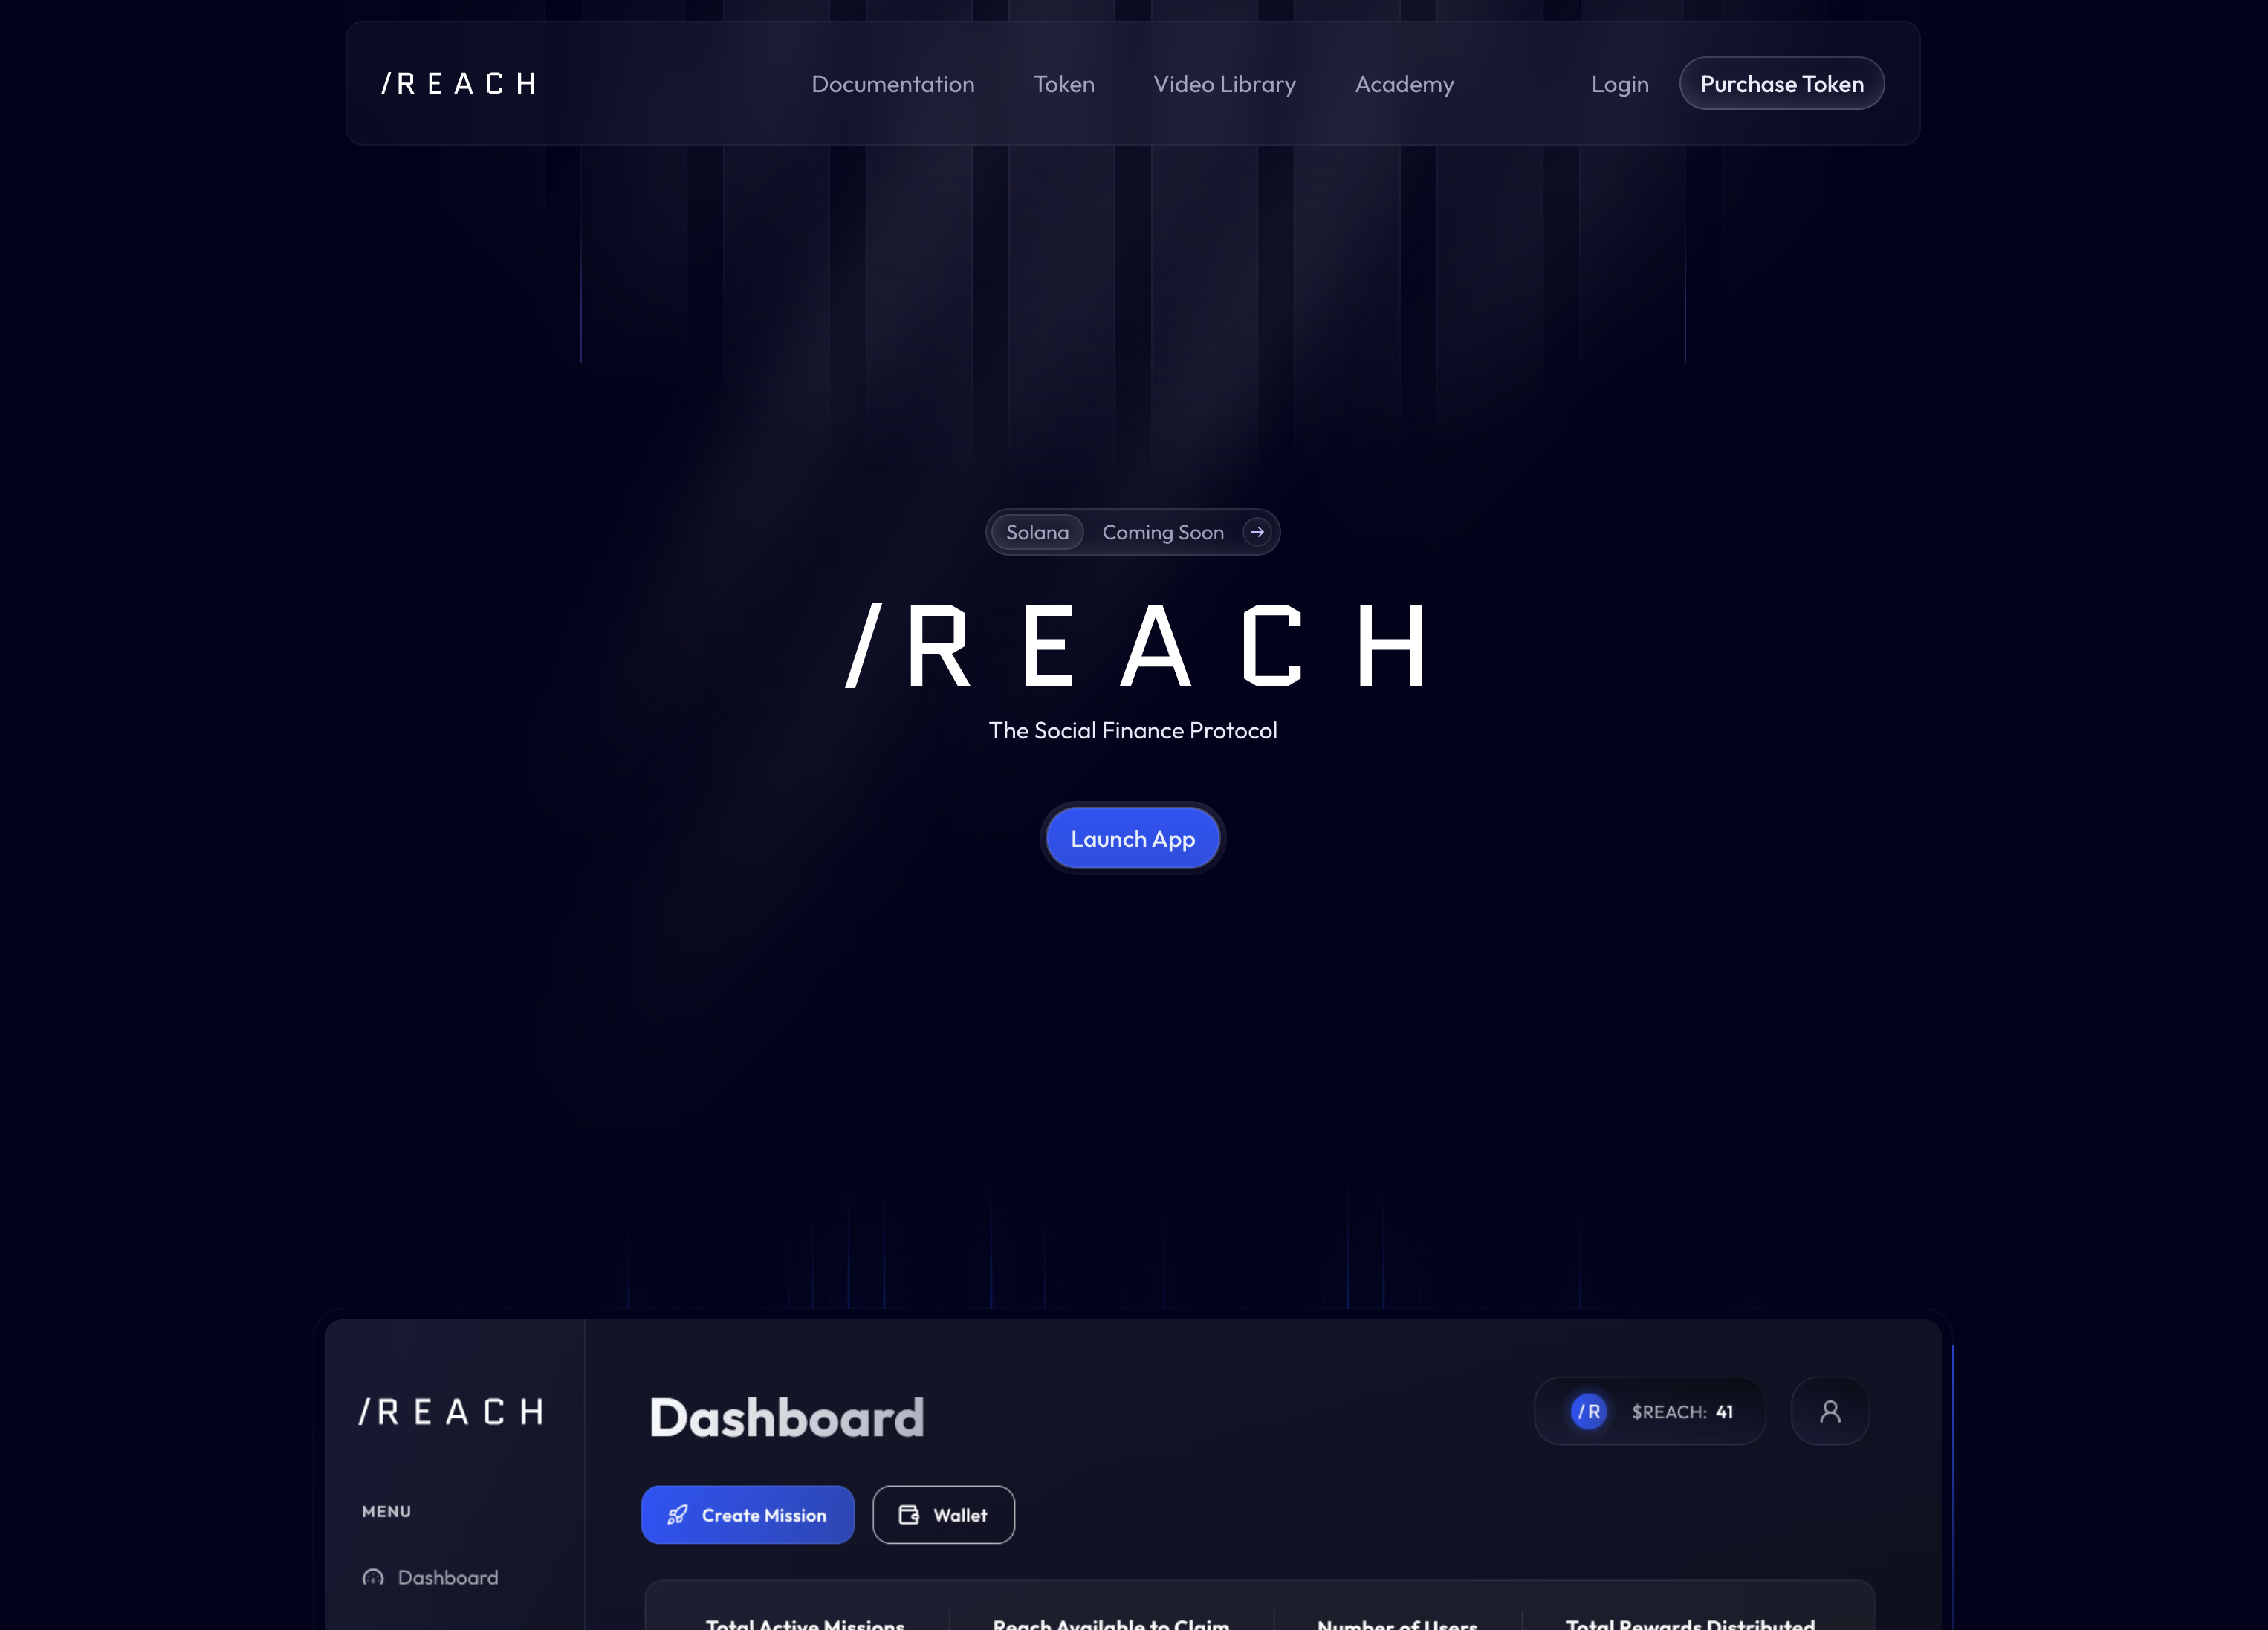 /REACH
Documentation
Token
Video Library
Academy
Login
Purchase Token
Solana
Coming Soon
/REACH
The Social Finance Protocol
Launch App
/REACH
Dashboard
/R
$REACH: 41
MENU
Create Mission
Wallet
Dashboard
Total Active Missions
Reach Available to Claim
Number of Users
Total Rewards Distributed